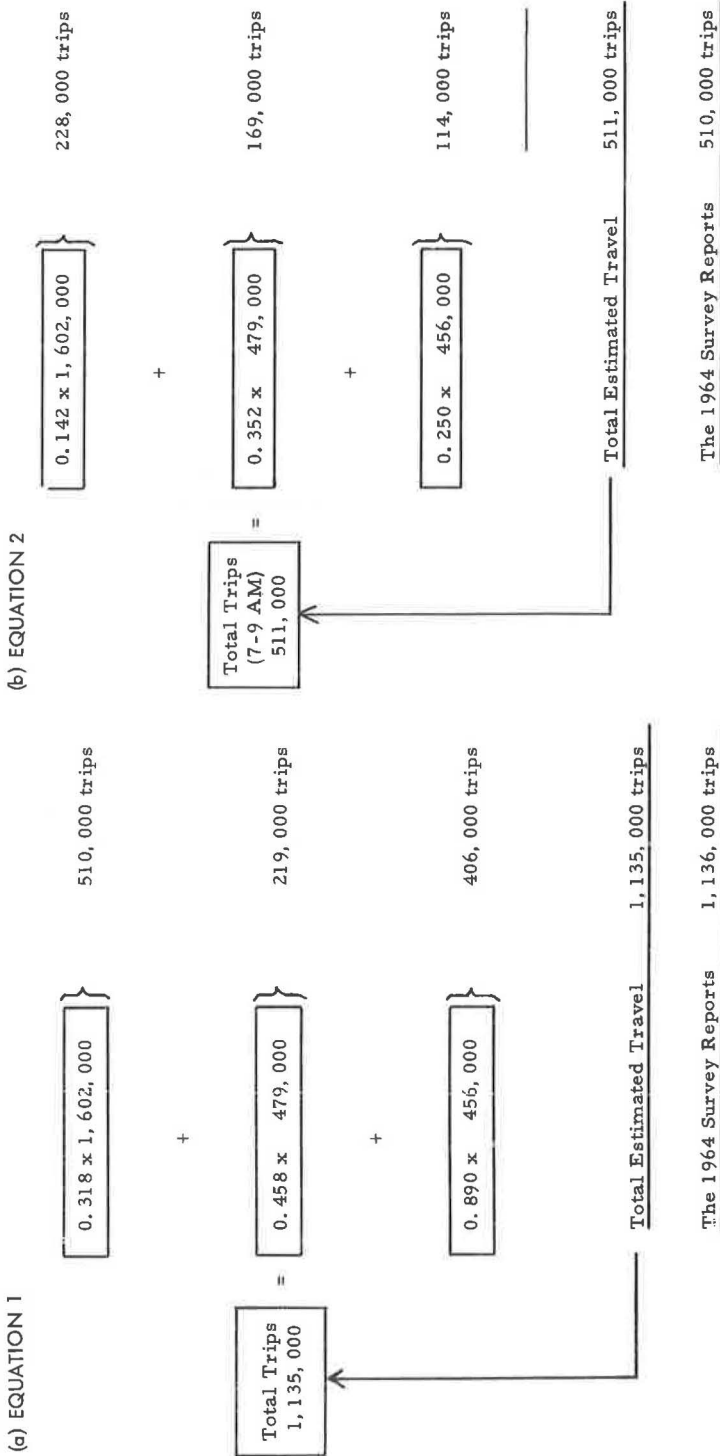 (a) EQUATION 1
0.318 x 1, 602, 000
510, 000 trips
+
Total Trips
1, 135, 000
=
0.458 x 479, 000
219, 000 trips
+
0.890 x 456, 000
406, 000 trips
Total Estimated Travel 1, 135, 000 trips
The 1964 Survey Reports 1, 136, 000 trips
(b) EQUATION 2
0.142 x 1, 602, 000
228, 000 trips
+
Total Trips
(7-9 AM)
511, 000
=
0.352 x 479, 000
169, 000 trips
+
0.250 x 456, 000
114, 000 trips
Total Estimated Travel 511, 000 trips
The 1964 Survey Reports 510, 000 trips